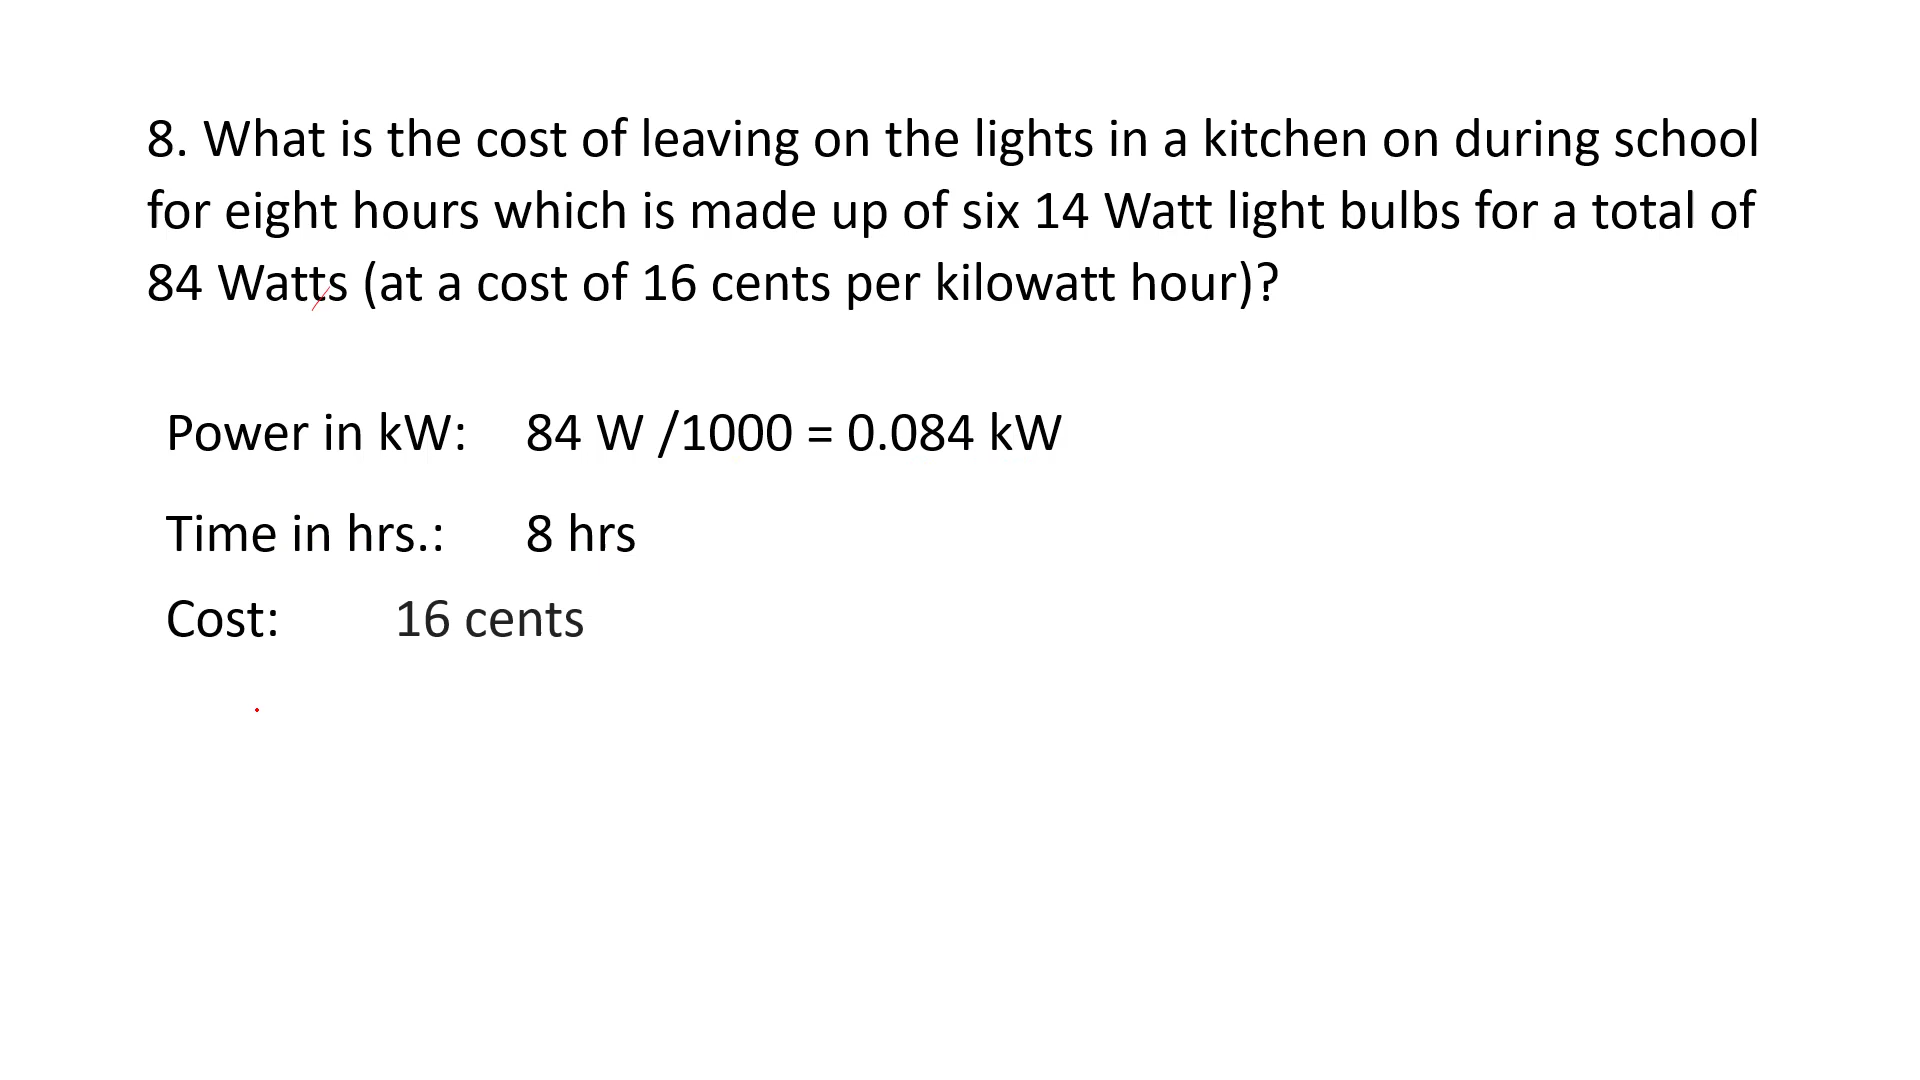 8. What is the cost of leaving on the lights in a kitchen on during school
for eight hours which is made up of six 14 Watt light bulbs for a total of
84 Watts (at a cost of 16 cents per kilowatt hour)?
Power in kW: 84 W /1000 = 0.084 kW
Time in hrs.: 8 hrs
Cost: 16 cents